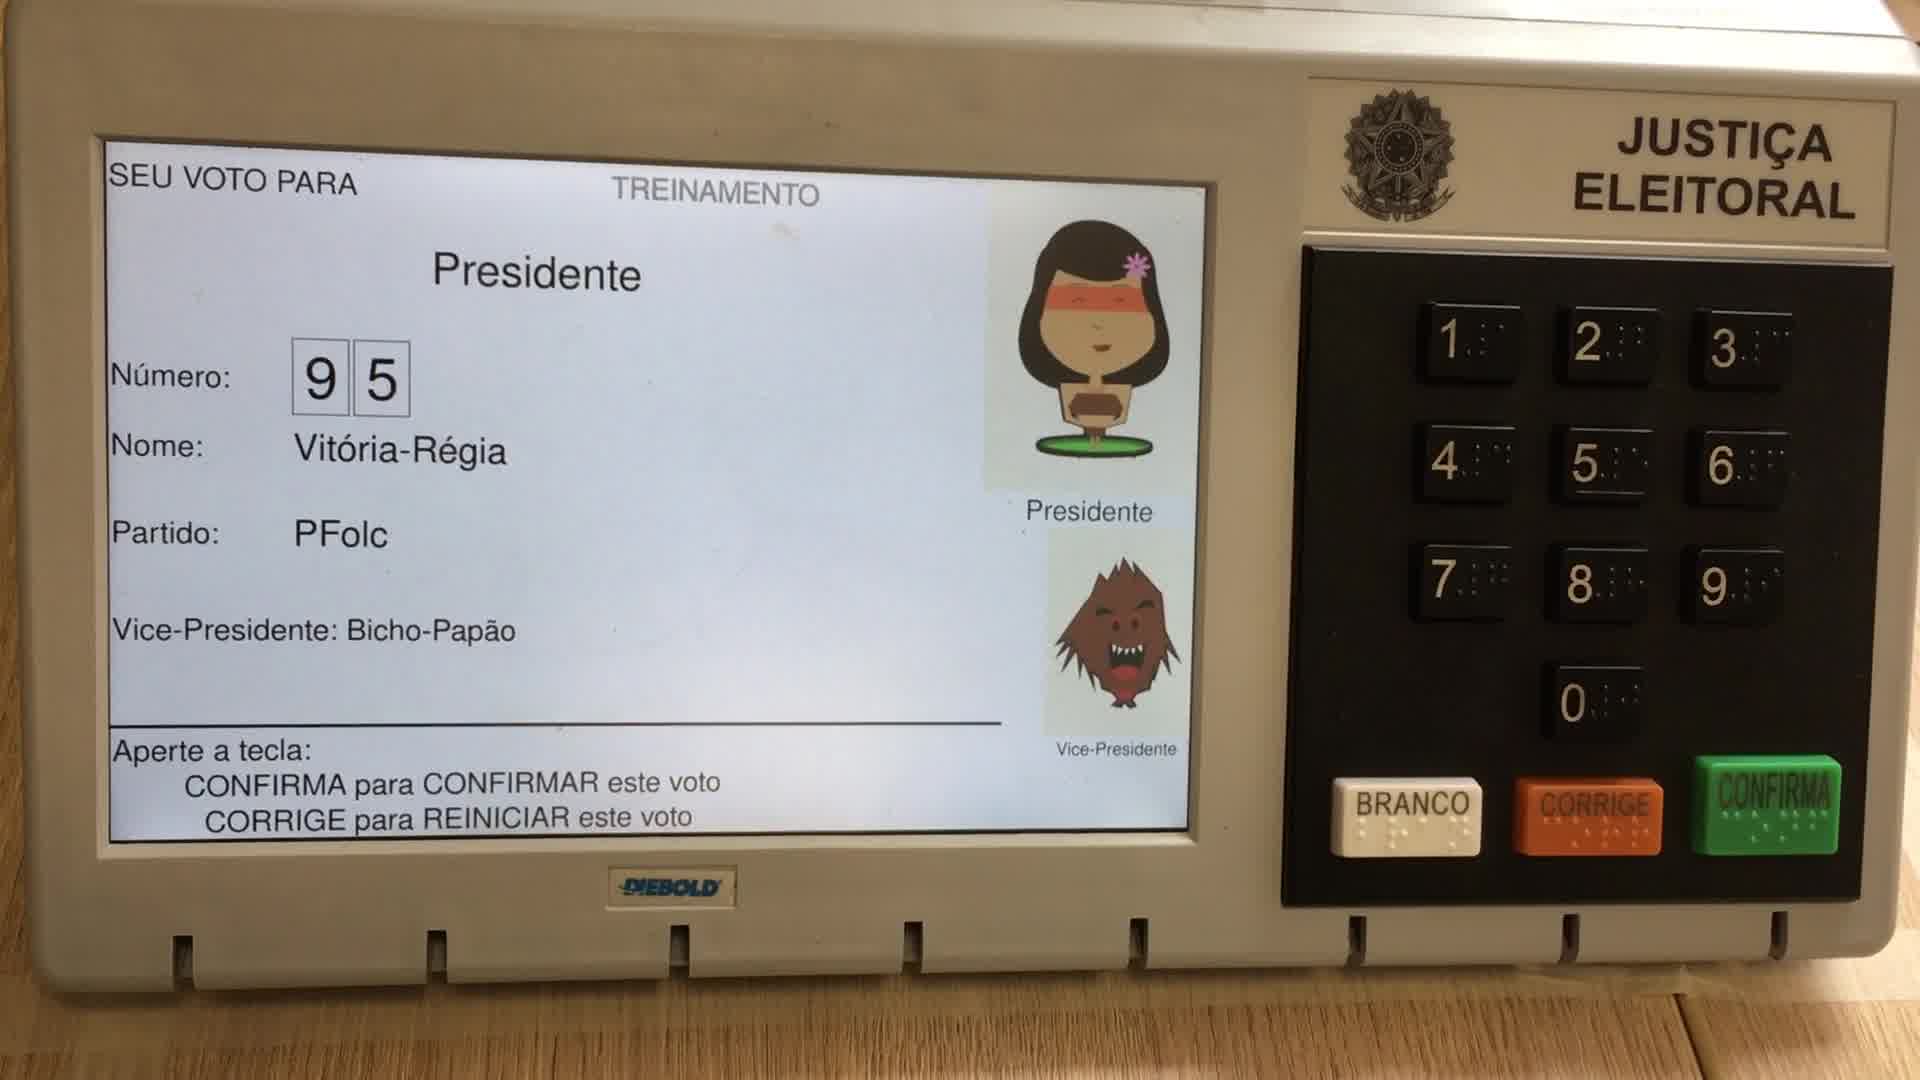 SEU VOTO PARA
TREINAMENTO
Presidente
Número: 9 5
Nome: Vitória-Régia
Partido: PFolc
Vice-Presidente: Bicho-Papão
Presidente
Vice-Presidente
Aperte a tecla:
CONFIRMA para CONFIRMAR este voto
CORRIGE para REINICIAR este voto
DIEBOLD
JUSTIÇA
ELEITORAL
1 2 3
4 5 6
7 8 9
0
BRANCO CORRIGE CONFIRMA